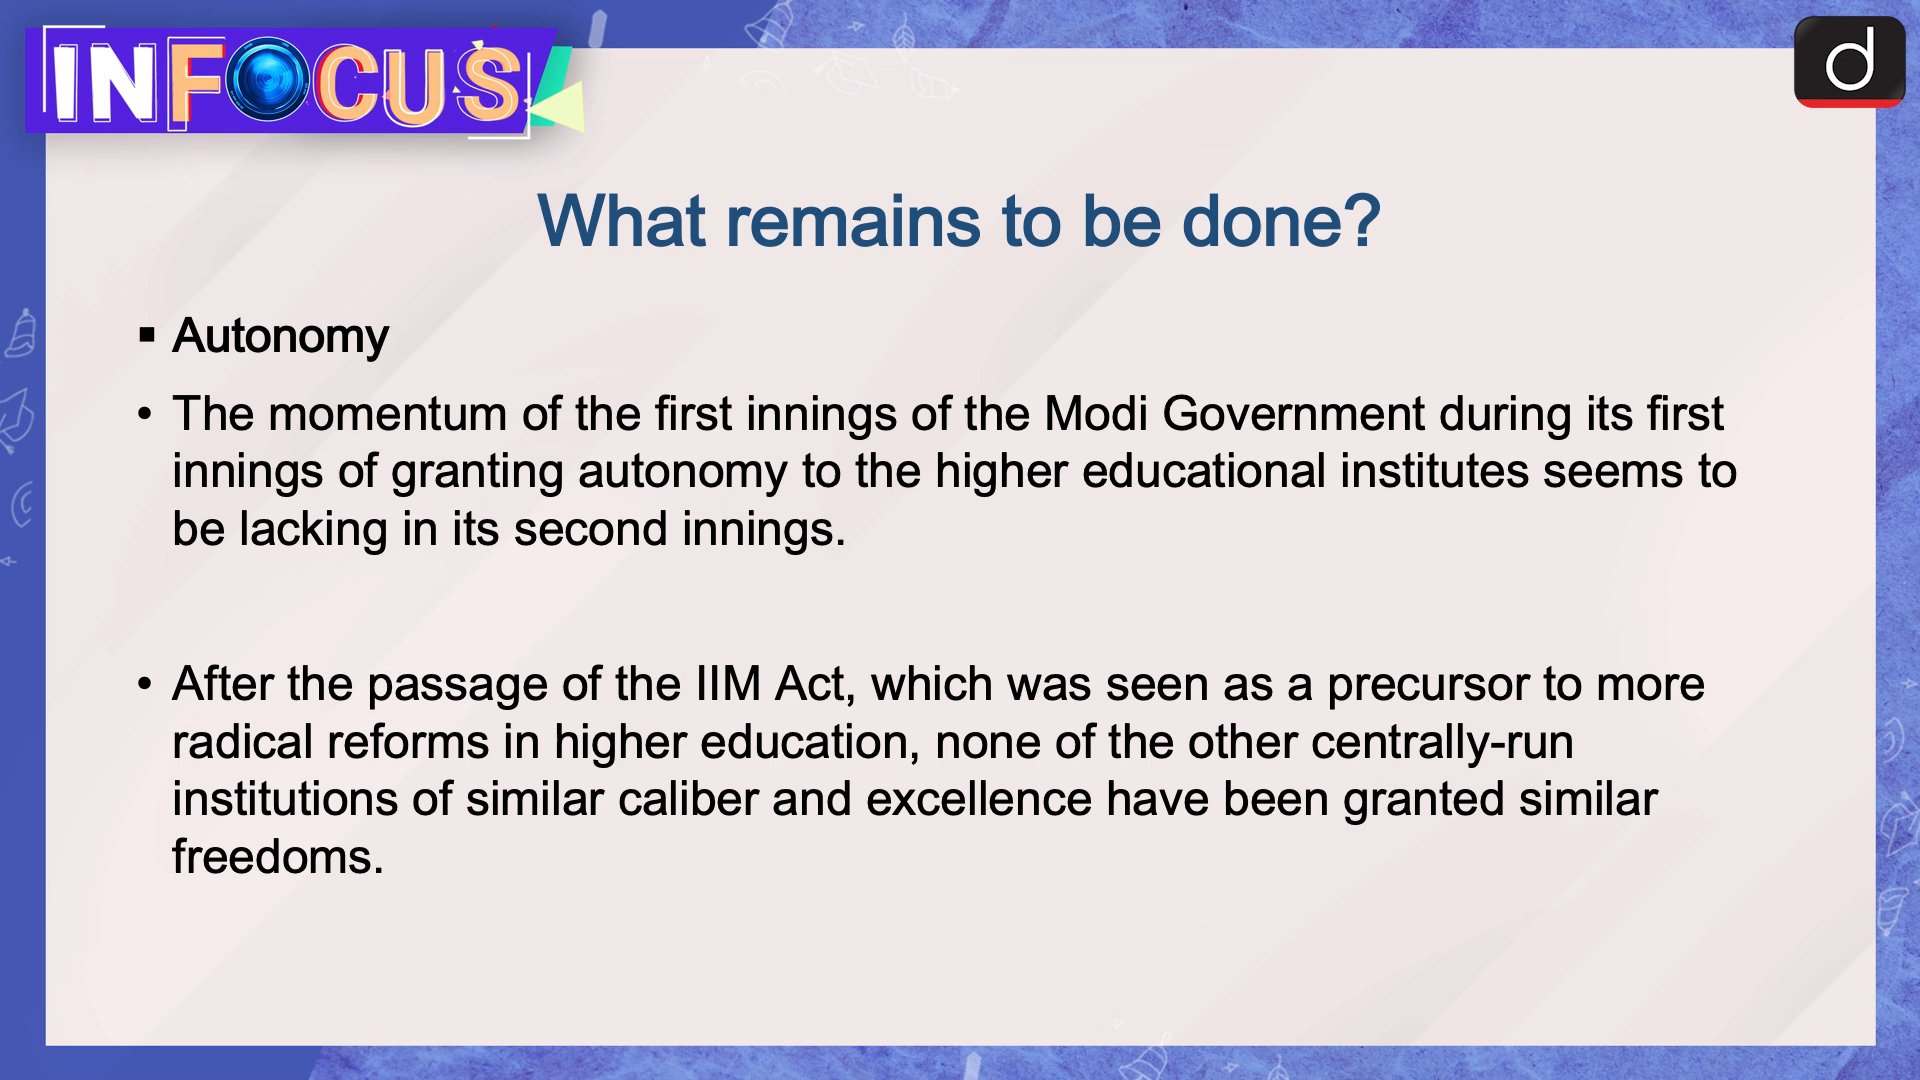 INFOCUS
d
What remains to be done?
▪ Autonomy
• The momentum of the first innings of the Modi Government during its first
innings of granting autonomy to the higher educational institutes seems to
be lacking in its second innings.
• After the passage of the IIM Act, which was seen as a precursor to more
radical reforms in higher education, none of the other centrally-run
institutions of similar caliber and excellence have been granted similar
freedoms.